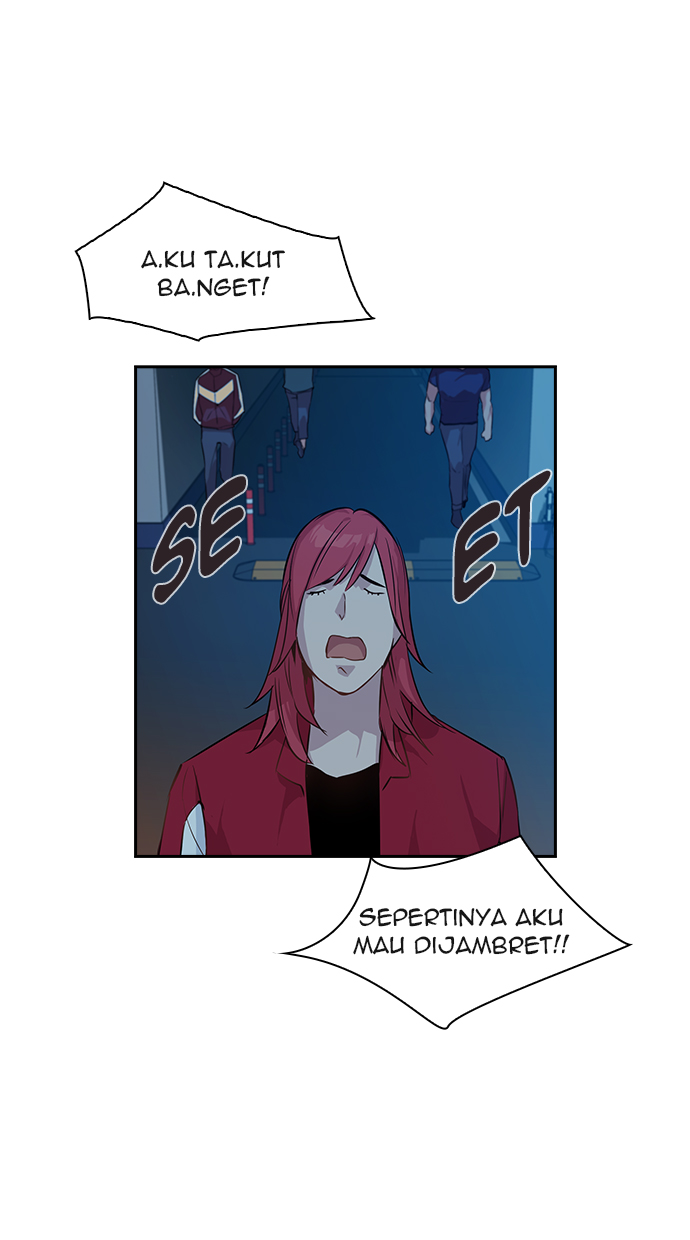 A.KU TA.KUT
BA.NGET!
SE
ET
SEPERTINYA AKU
MAU DIJAMBRET!!